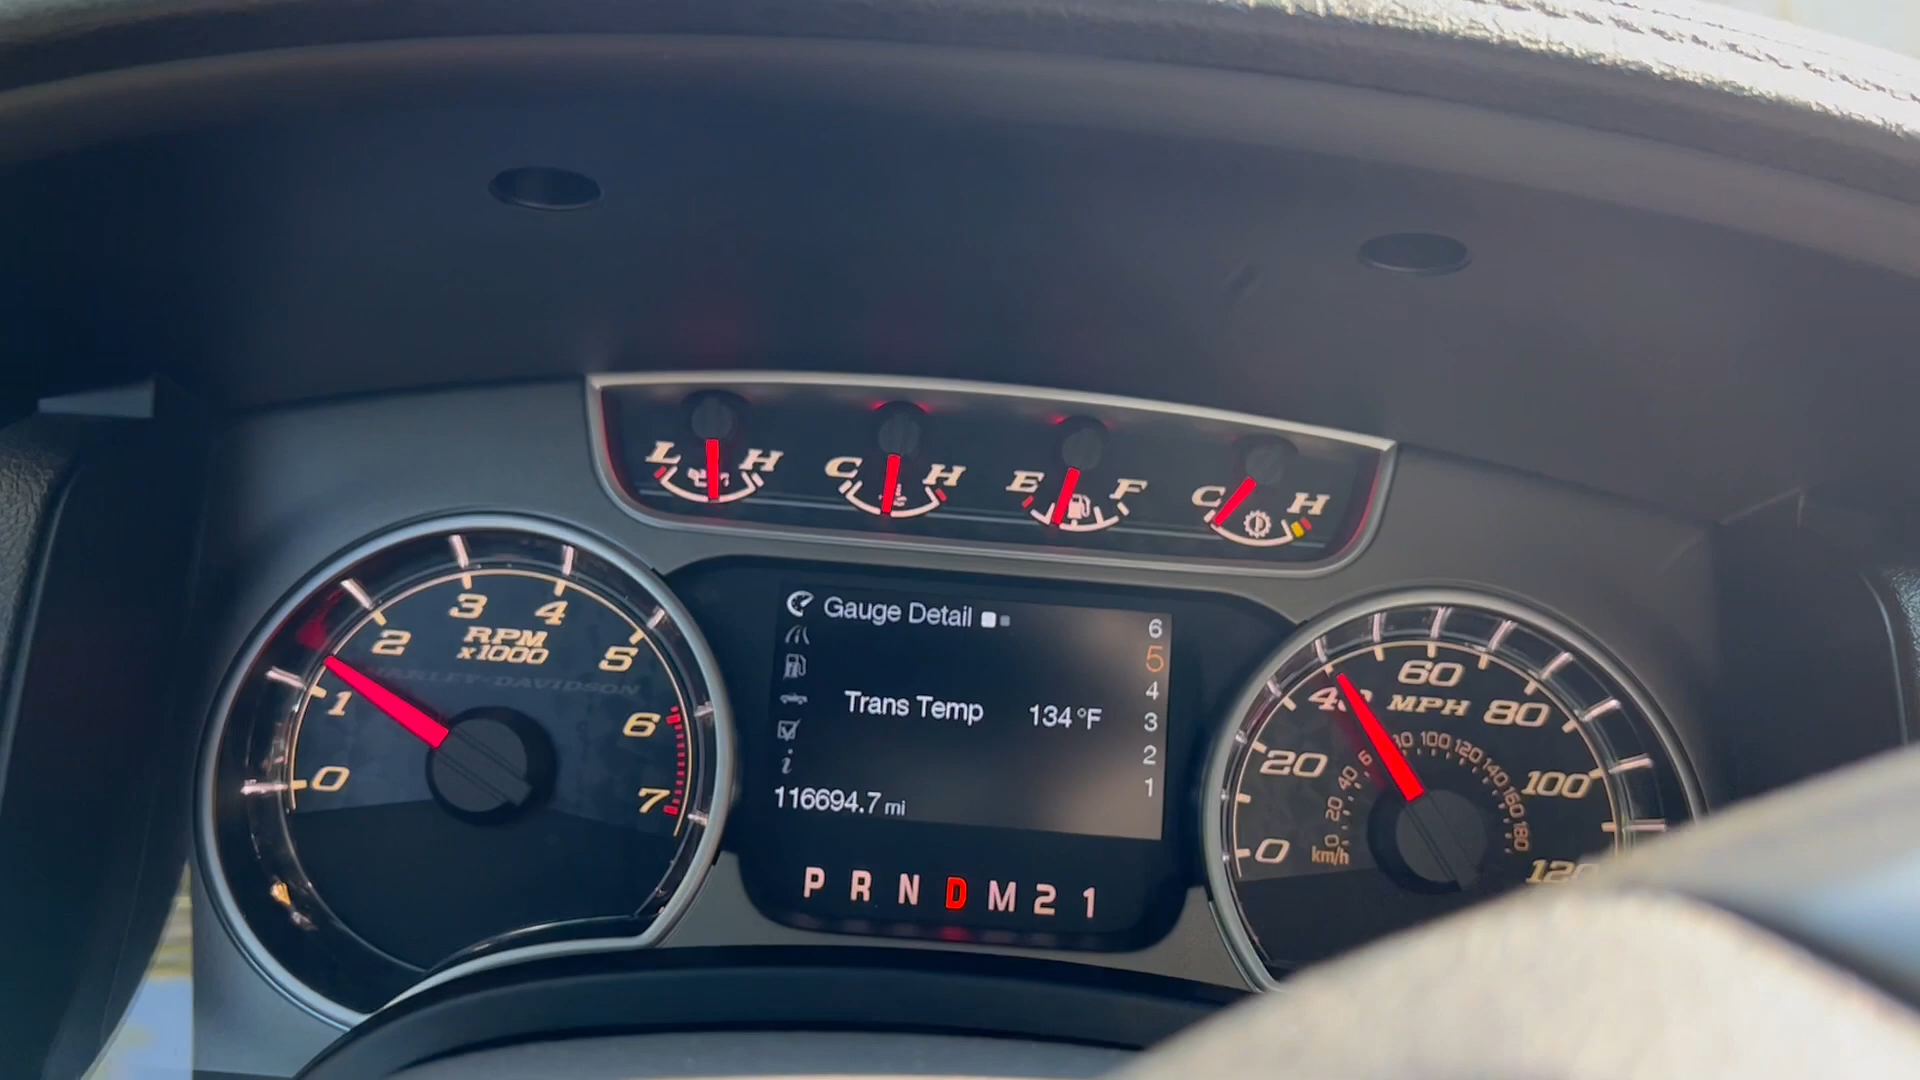 L H
C H
E F
C H
0 1 2 3 4 5 6 7
RPM
x1000
HARLEY-DAVIDSON
Gauge Detail
Trans Temp 134°F
6
5
4
3
2
1
i
116694.7 mi
P R N D M 2 1
0 20 40 60 80 100 120
MPH
0 20 40 100 120 140 160 180
km/h